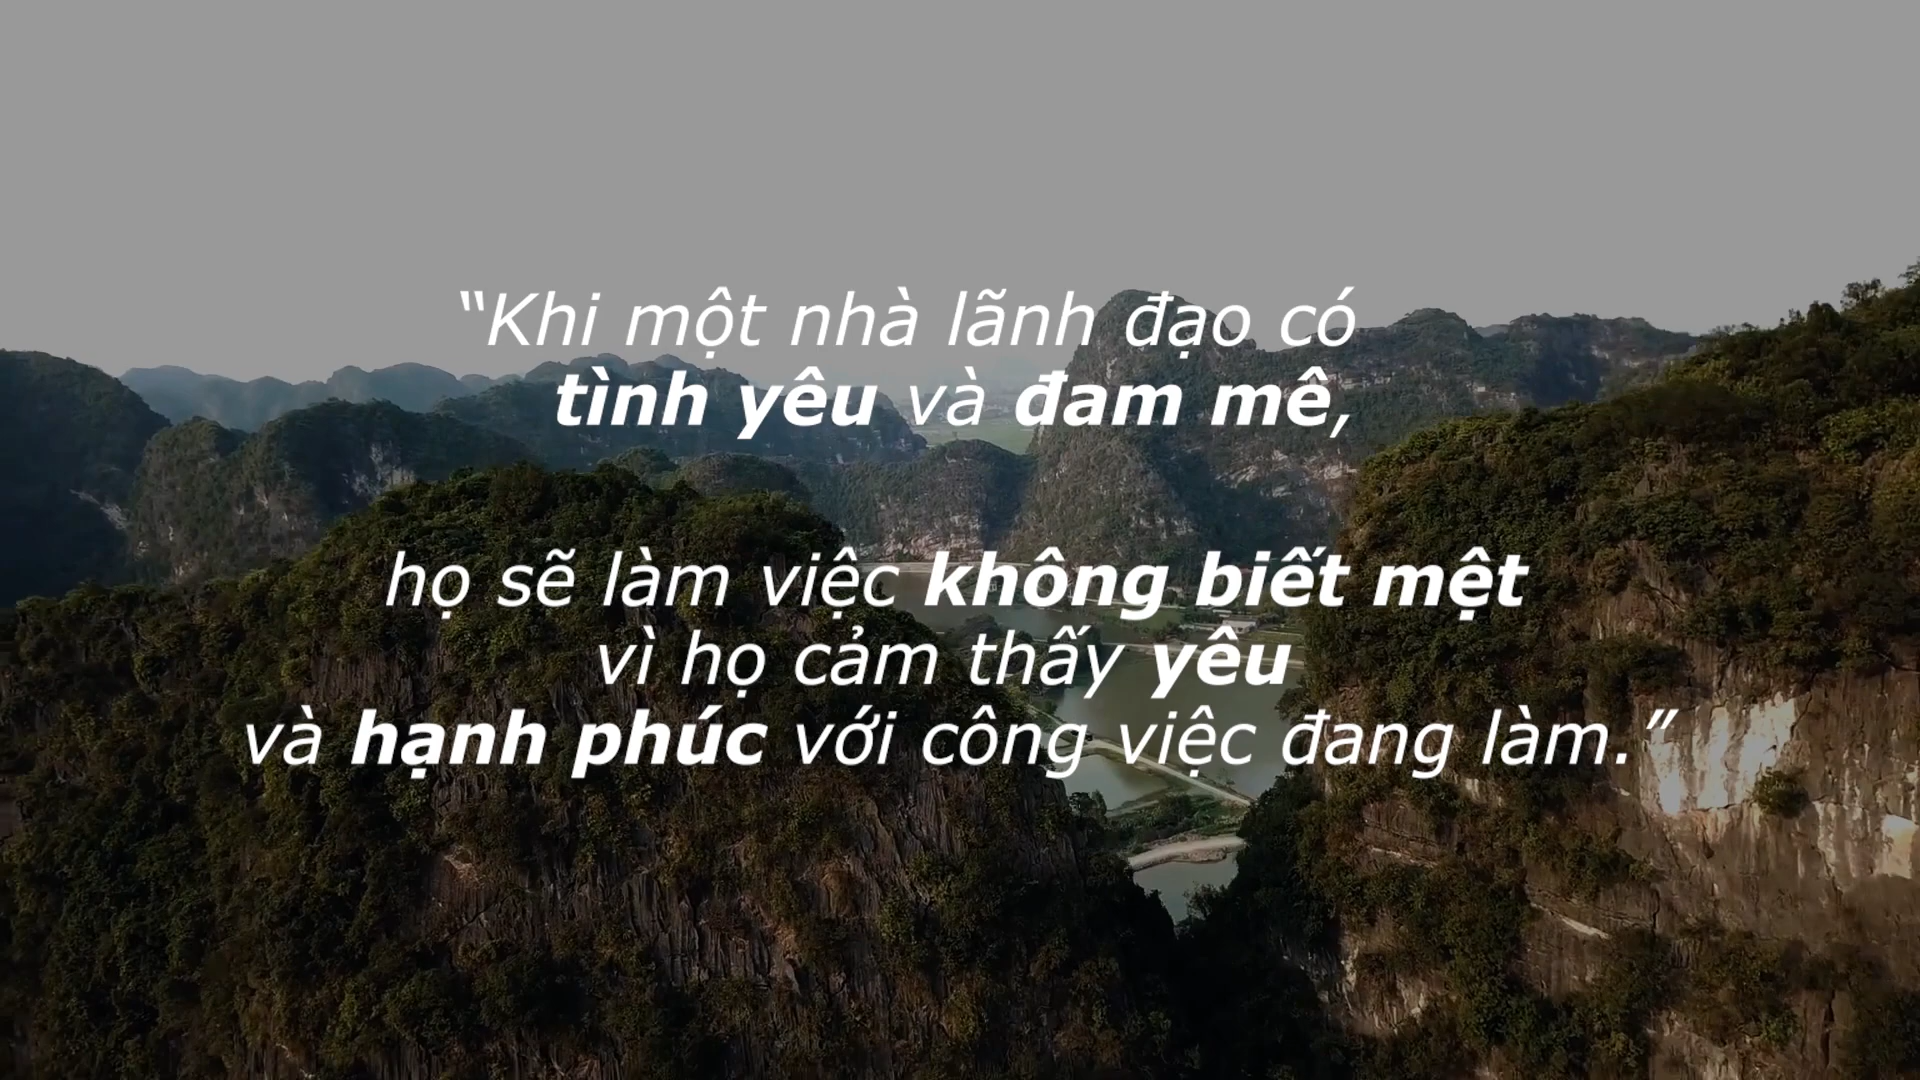 “Khi một nhà lãnh đạo có
tình yêu và đam mê,
họ sẽ làm việc không biết mệt
vì họ cảm thấy yêu
và hạnh phúc với công việc đang làm.”